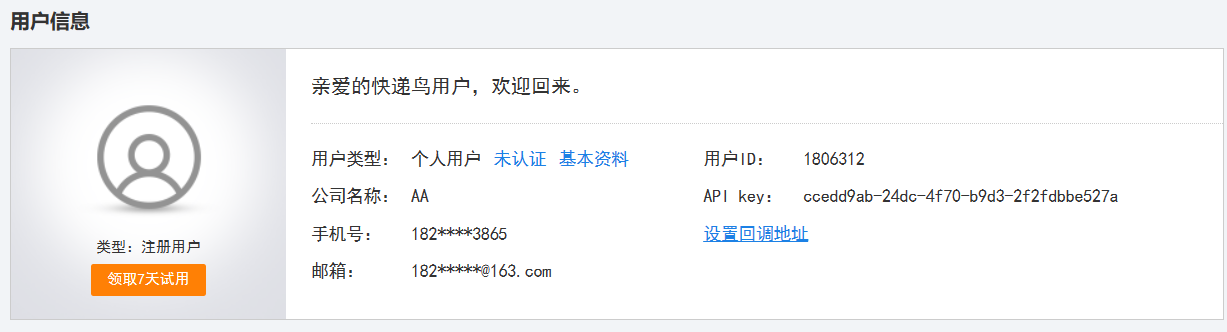 用户信息
亲爱的快递鸟用户，欢迎回来。
用户类型： 个人用户 未认证 基本资料 用户ID： 1806312
公司名称： AA API key： ccedd9ab-24dc-4f70-b9d3-2f2fdbbe527a
手机号： 182****3865 设置回调地址
邮箱： 182*****@163.com
类型：注册用户
领取7天试用